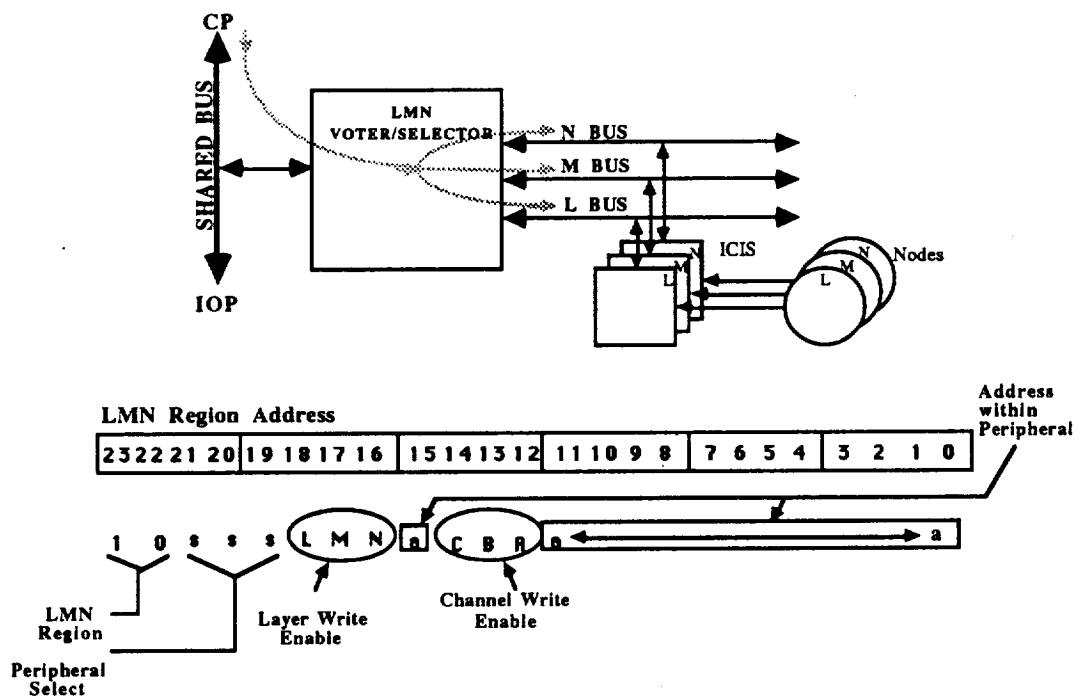 CP
SHARED BUS
IOP
LMN
VOTER/SELECTOR
N BUS
M BUS
L BUS
N
M
L
ICIS
N
M
L
Nodes
LMN Region Address
23 22 21 20 19 18 17 16 15 14 13 12 11 10 9 8 7 6 5 4 3 2 1 0
Address
within
Peripheral
1 0 s s s L M N a C B A a a
LMN
Region
Peripheral
Select
Layer Write
Enable
Channel Write
Enable